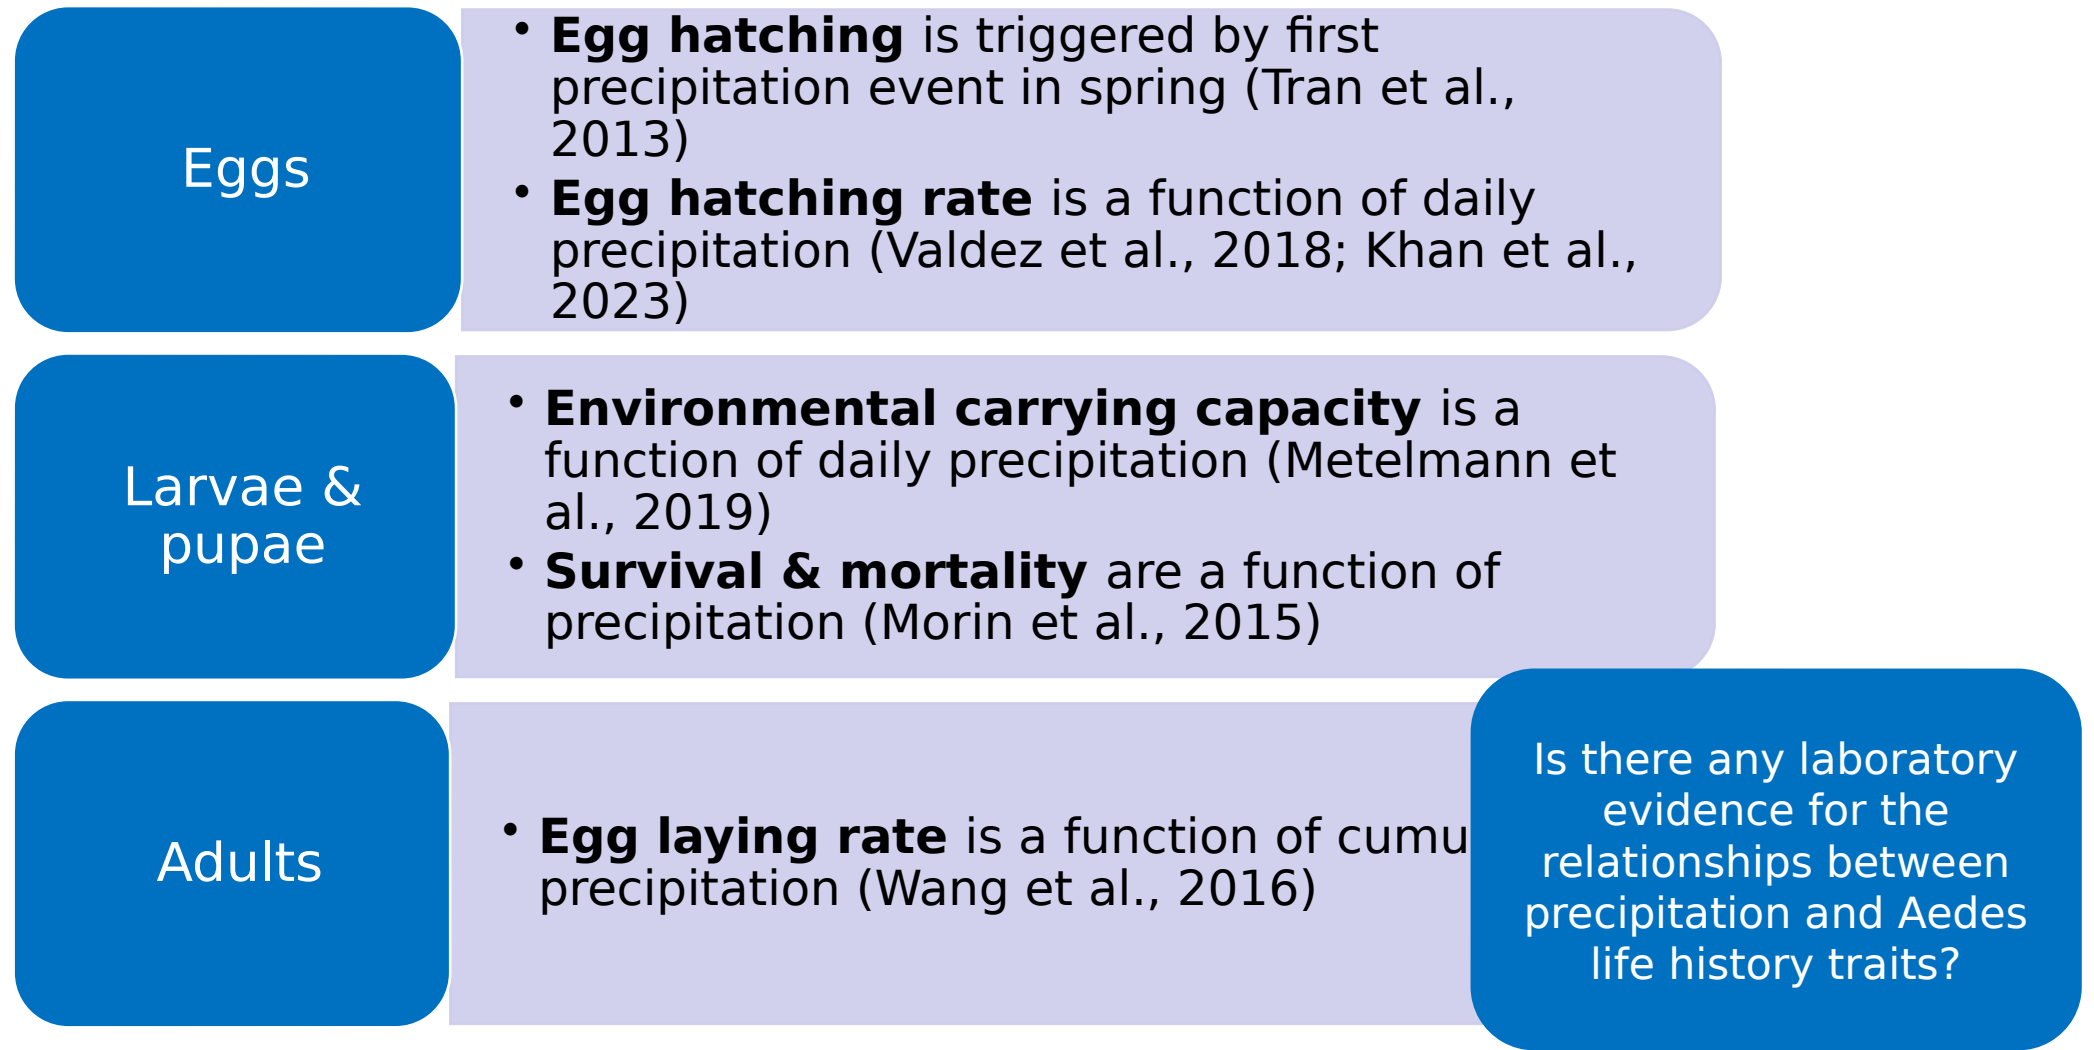 Eggs
• Egg hatching is triggered by first
precipitation event in spring (Tran et al.,
2013)
• Egg hatching rate is a function of daily
precipitation (Valdez et al., 2018; Khan et al.,
2023)
Larvae &
pupae
• Environmental carrying capacity is a
function of daily precipitation (Metelmann et
al., 2019)
• Survival & mortality are a function of
precipitation (Morin et al., 2015)
Adults
• Egg laying rate is a function of cumu
precipitation (Wang et al., 2016)
Is there any laboratory
evidence for the
relationships between
precipitation and Aedes
life history traits?